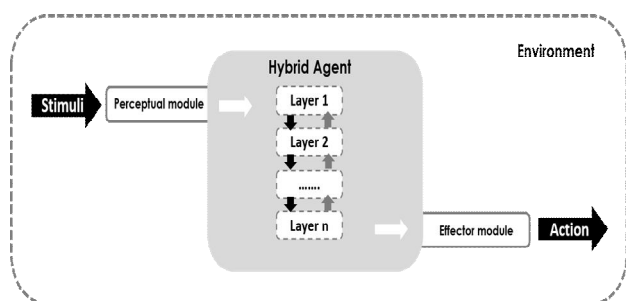 Environment
Hybrid Agent
Stimuli
Perceptual module
Layer 1
Layer 2
.......
Layer n
Effector module
Action